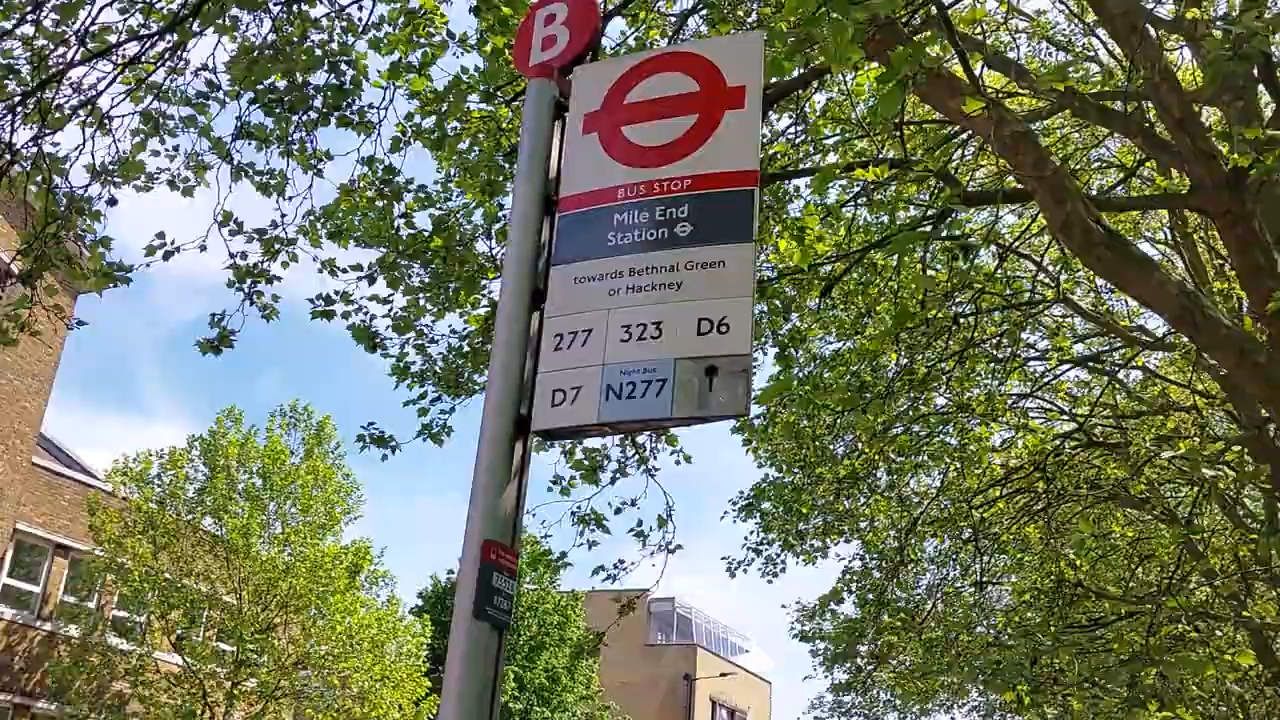 B
BUS STOP
Mile End
Station
towards Bethnal Green
or Hackney
277 323 D6
Night Bus
D7 N277